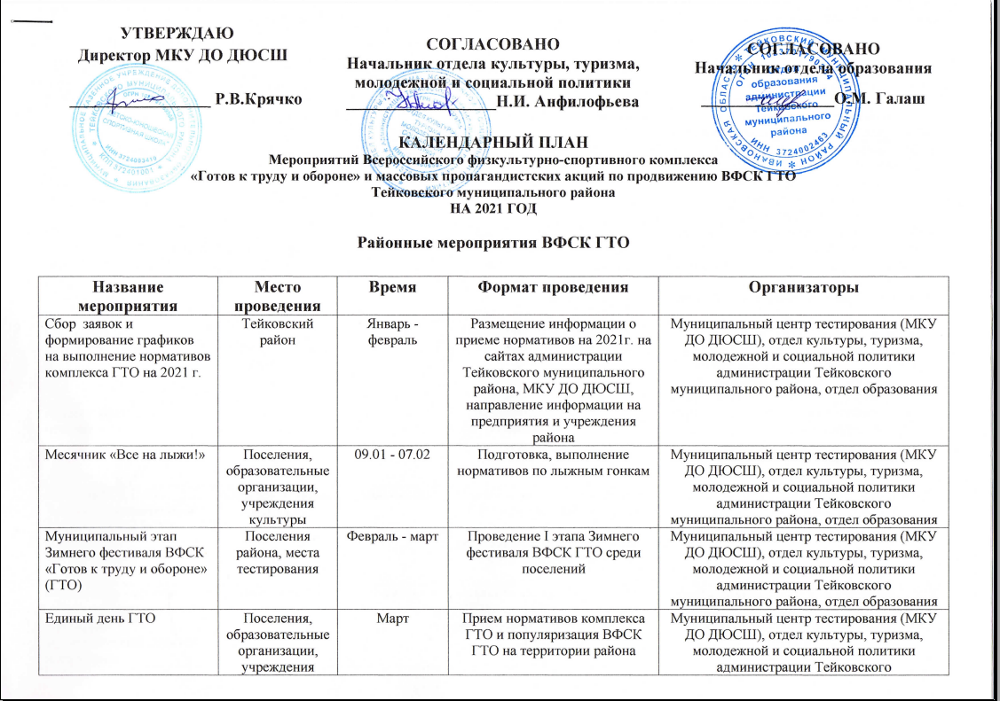 УТВЕРЖДАЮ
Директор МКУ ДО ДЮСШ
Р.В.Крячко
СОГЛАСОВАНО
Начальник отдела культуры, туризма,
молодежной и социальной политики
Н.И. Анфилофьева
СОГЛАСОВАНО
Начальник отдела образования
О.М. Галаш
отдел
образования
администрации
Тейковского
муниципального
района
ИНН 3724002463
КАЛЕНДАРНЫЙ ПЛАН
Мероприятий Всероссийского физкультурно-спортивного комплекса
«Готов к труду и обороне» и массовых пропагандистских акций по продвижению ВФСК ГТО
Тейковского муниципального района
НА 2021 ГОД
Районные мероприятия ВФСК ГТО
Название
мероприятия
Место
проведения
Время
Формат проведения
Организаторы
Сбор заявок и
формирование графиков
на выполнение нормативов
комплекса ГТО на 2021 г.
Тейковский
район
Январь -
февраль
Размещение информации о
приеме нормативов на 2021г. на
сайтах администрации
Тейковского муниципального
района, МКУ ДО ДЮСШ,
направление информации на
предприятия и учреждения
района
Муниципальный центр тестирования (МКУ
ДО ДЮСШ), отдел культуры, туризма,
молодежной и социальной политики
администрации Тейковского
муниципального района, отдел образования
Месячник «Все на лыжи!»
Поселения,
образовательные
организации,
учреждения
культуры
09.01 - 07.02
Подготовка, выполнение
нормативов по лыжным гонкам
Муниципальный центр тестирования (МКУ
ДО ДЮСШ), отдел культуры, туризма,
молодежной и социальной политики
администрации Тейковского
муниципального района, отдел образования
Муниципальный этап
Зимнего фестиваля ВФСК
«Готов к труду и обороне»
(ГТО)
Поселения
района, места
тестирования
Февраль - март
Проведение I этапа Зимнего
фестиваля ВФСК ГТО среди
поселений
Муниципальный центр тестирования (МКУ
ДО ДЮСШ), отдел культуры, туризма,
молодежной и социальной политики
администрации Тейковского
муниципального района, отдел образования
Единый день ГТО
Поселения,
образовательные
организации,
учреждения
Март
Прием нормативов комплекса
ГТО и популяризация ВФСК
ГТО на территории района
Муниципальный центр тестирования (МКУ
ДО ДЮСШ), отдел культуры, туризма,
молодежной и социальной политики
администрации Тейковского